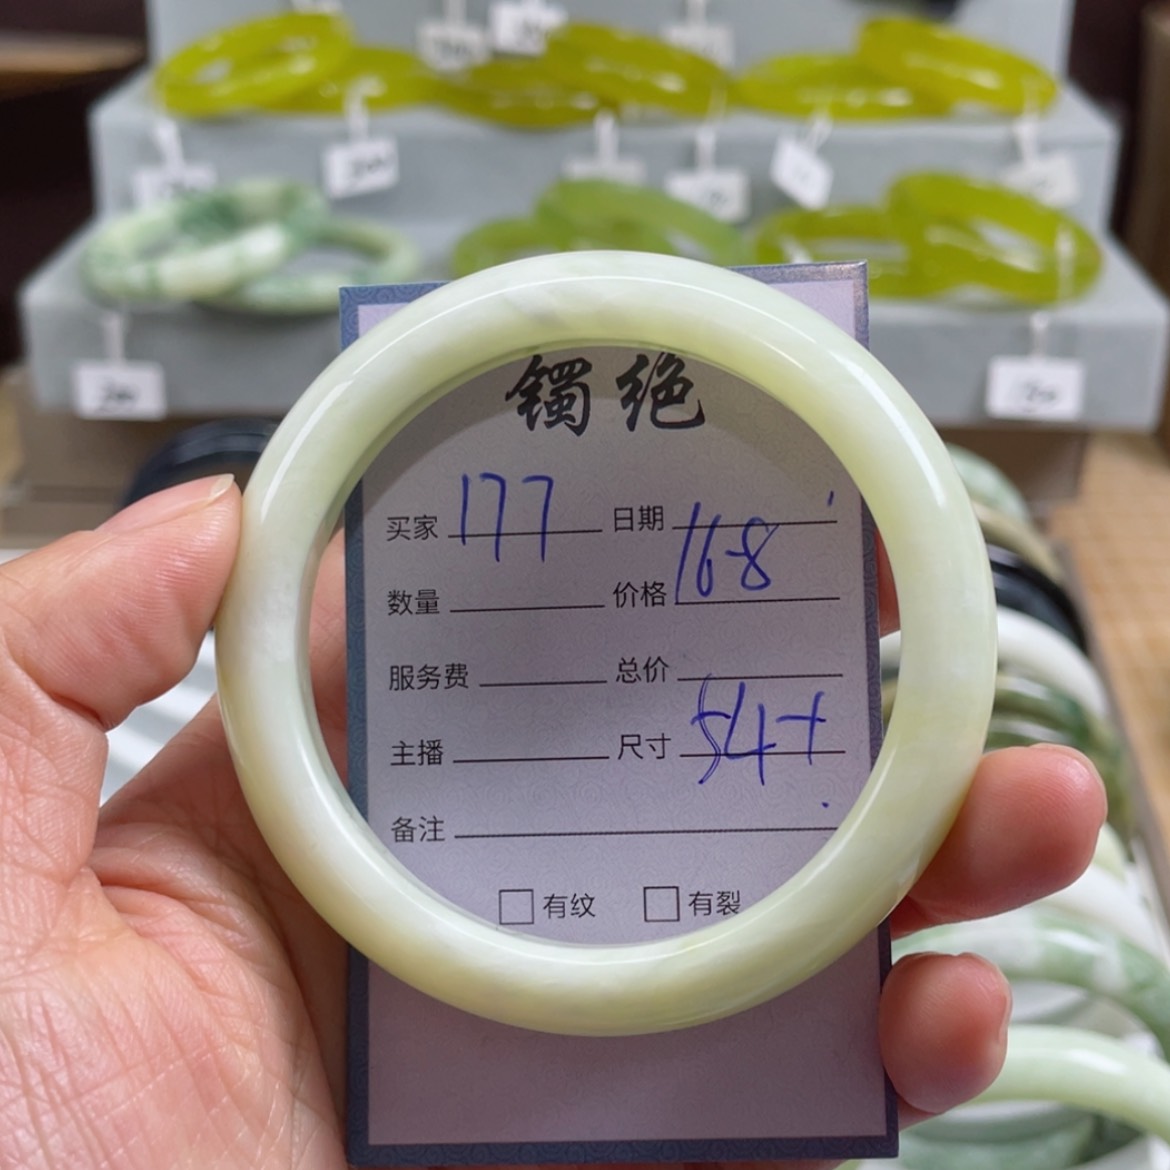 镯绝
买家 177 日期
数量 价格 168
服务费 总价
主播 尺寸 54+
备注
有纹 有裂